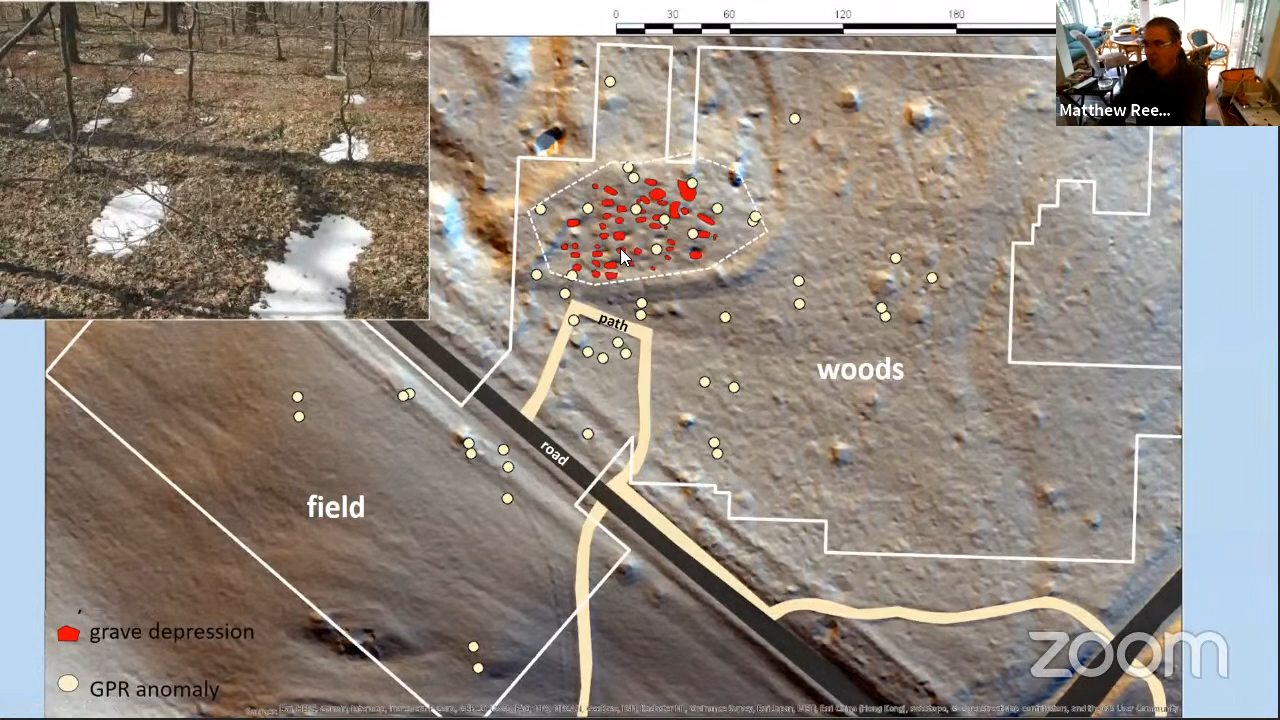 0 30 60 120 180
Matthew Ree...
path
woods
road
field
grave depression
GPR anomaly
zoom